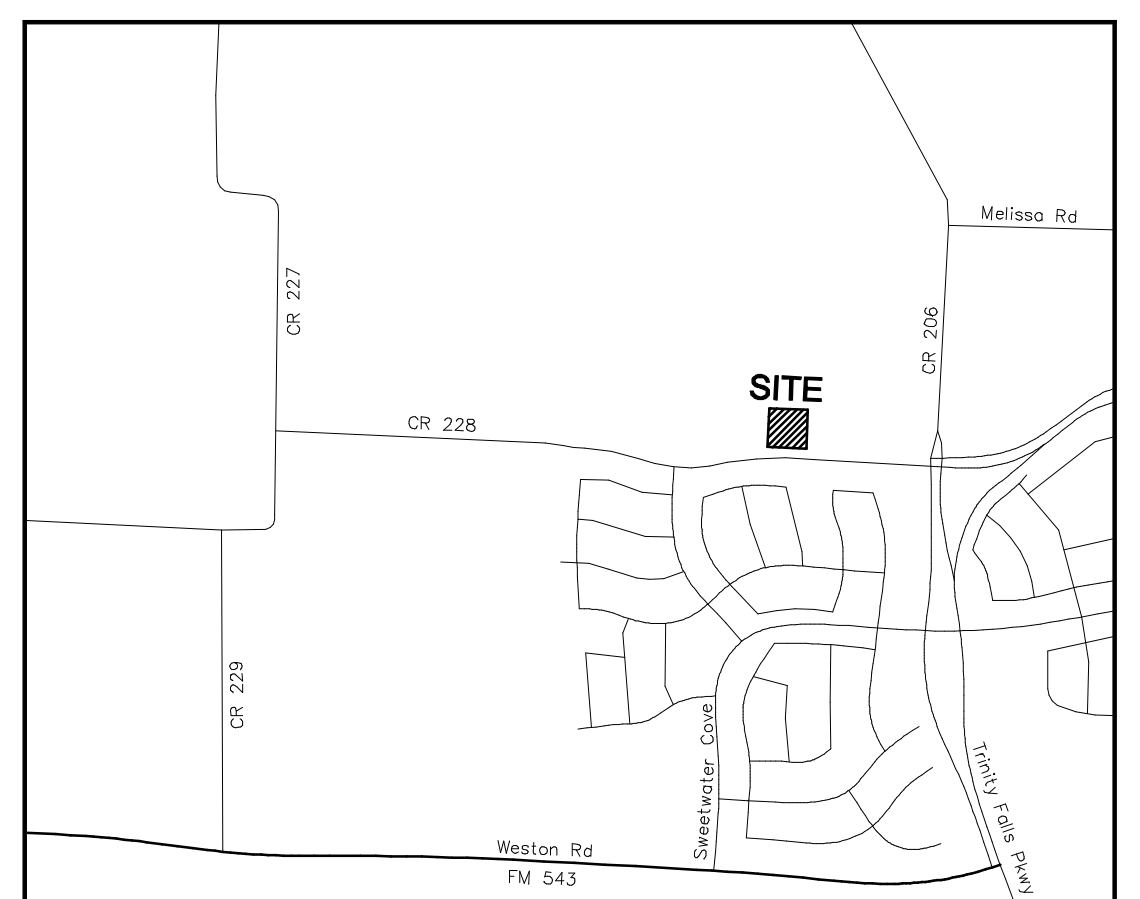 Melissa Rd
CR 227
CR 206
SITE
CR 228
CR 229
Sweetwater Cove
Trinity Falls Pkwy
Weston Rd
FM 543